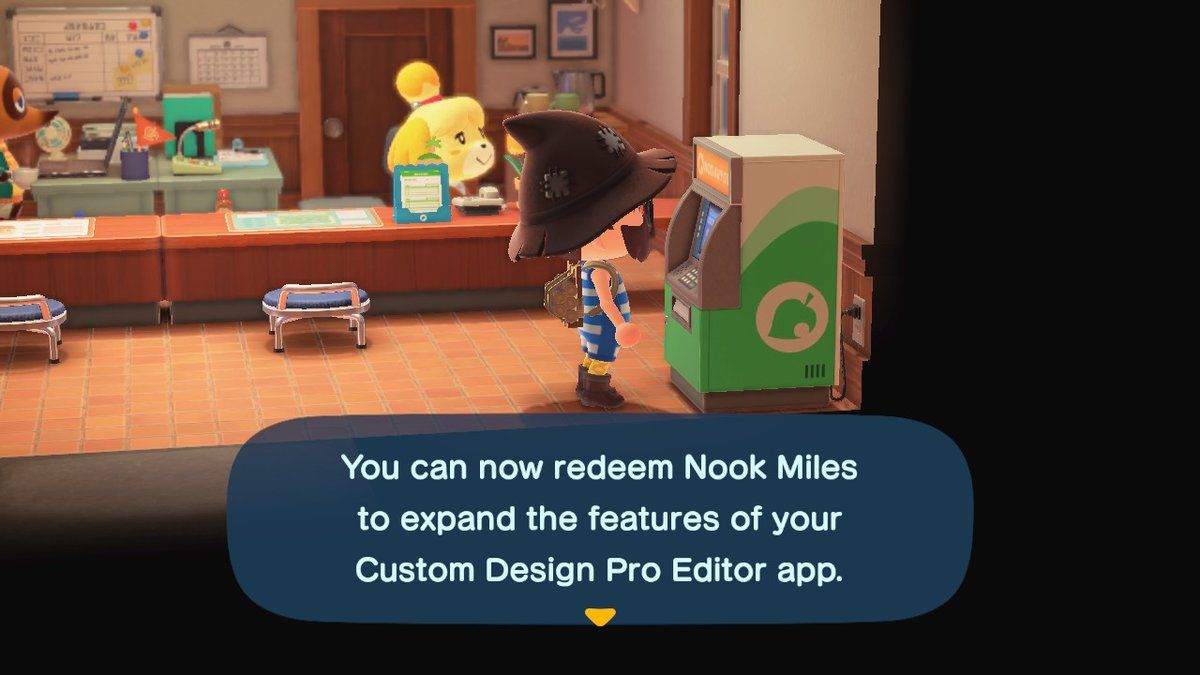 You can now redeem Nook Miles
to expand the features of your
Custom Design Pro Editor app.